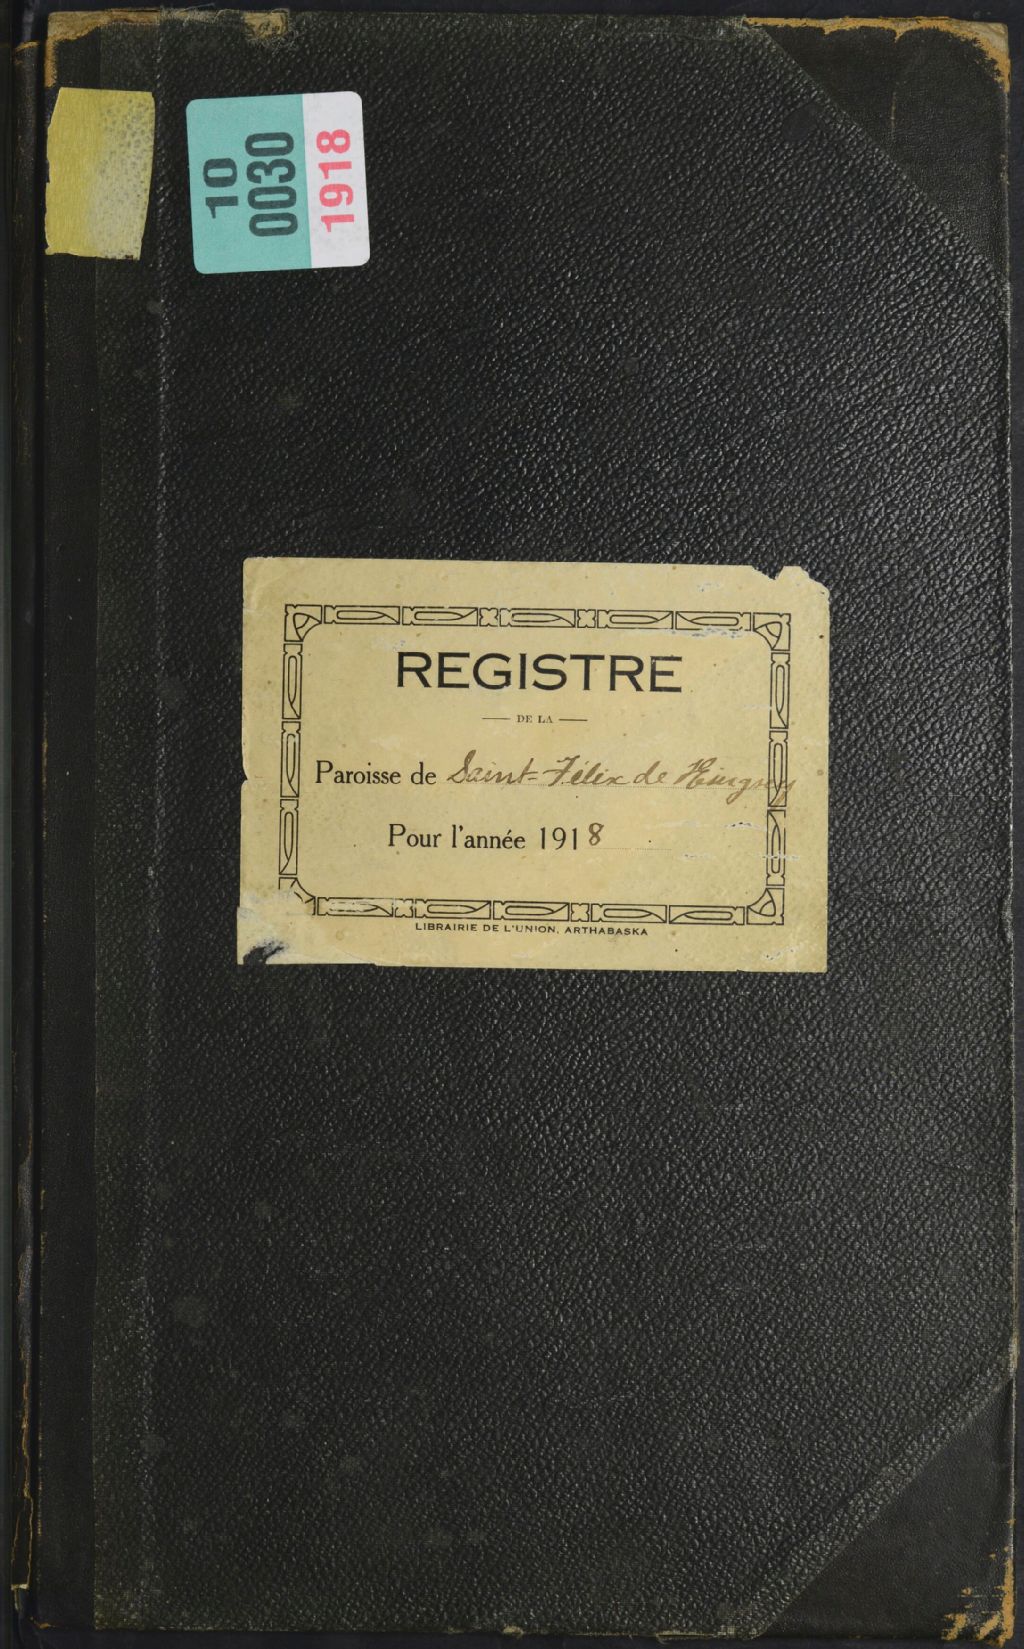 10
0030
1918
REGISTRE
DE LA
Paroisse de Saint-Félix de Kingsey
Pour l'année 1918
LIBRAIRIE DE L'UNION, ARTHABASKA